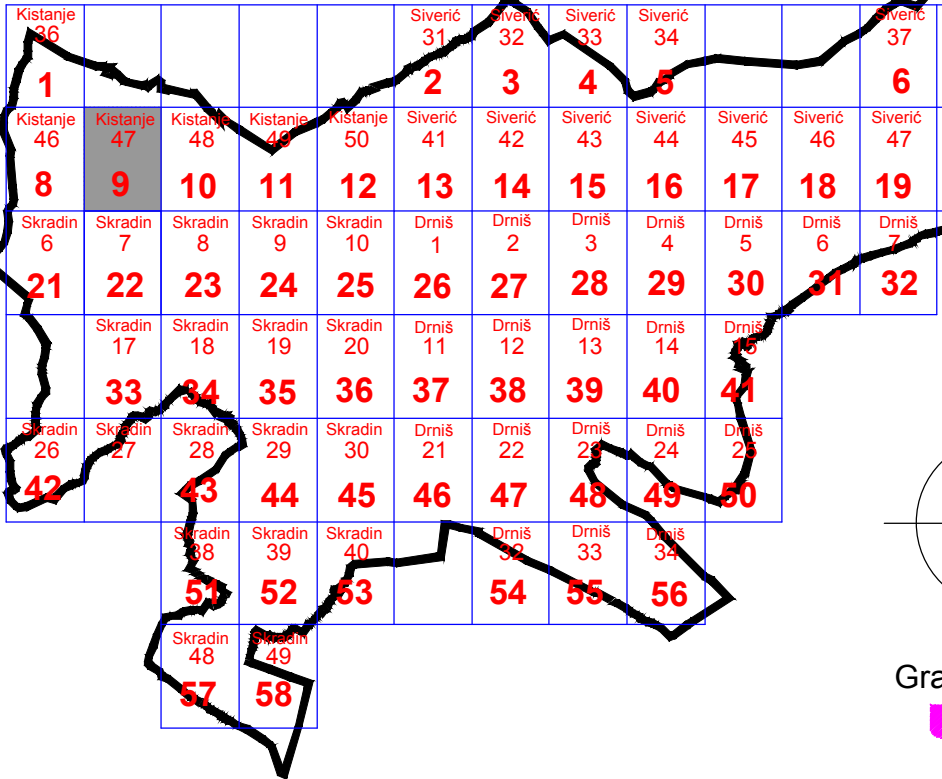 Kistanje Siverić Siverić Siverić Siverić Siverić
36 31 32 33 34 37
1 2 3 4 5 6
Kistanje Kistanje Kistanje Kistanje Kistanje Siverić Siverić Siverić Siverić Siverić Siverić Siverić
46 47 48 49 50 41 42 43 44 45 46 47
8 9 10 11 12 13 14 15 16 17 18 19
Skradin Skradin Skradin Skradin Skradin Drniš Drniš Drniš Drniš Drniš Drniš Drniš
6 7 8 9 10 1 2 3 4 5 6 7
21 22 23 24 25 26 27 28 29 30 31 32
Skradin Skradin Skradin Skradin Drniš Drniš Drniš Drniš Drniš
17 18 19 20 11 12 13 14 15
33 34 35 36 37 38 39 40 41
Skradin Skradin Skradin Skradin Skradin Drniš Drniš Drniš Drniš Drniš
26 27 28 29 30 21 22 23 24 25
42 43 44 45 46 47 48 49 50
Skradin Skradin Skradin Drniš Drniš Drniš
38 39 40 32 33 34
51 52 53 54 55 56
Skradin Skradin
48 49
57 58
Gra